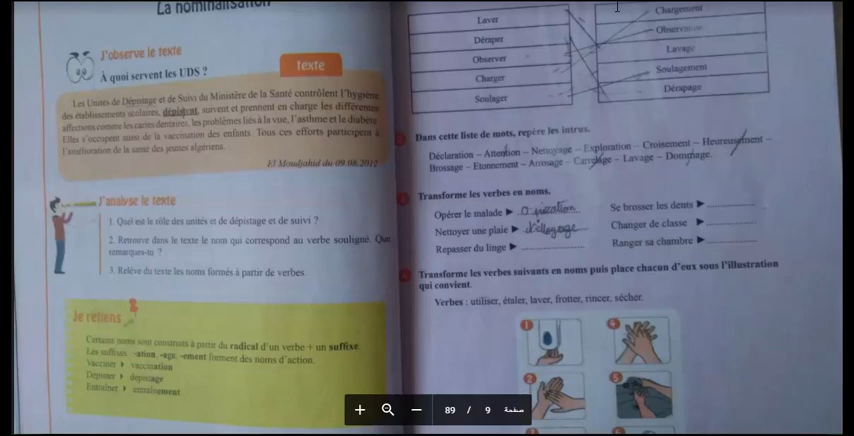 La nominalisation
J'observe le texte
À quoi servent les UDS ?
texte
Les Unités de Dépistage et de Suivi du Ministère de la Santé contrôlent l'hygiène
des établissements scolaires, dépistent, suivent et prennent en charge les différentes
affections comme les caries dentaires, les problèmes liés à la vue, l'asthme et le diabète.
Elles s'occupent aussi de la vaccination des enfants. Tous ces efforts participent à
l'amélioration de la santé des jeunes algériens.
El Moudjahid du 09.08.2012
J'analyse le texte
1. Quel est le rôle des unités et de dépistage et de suivi ?
2. Retrouve dans le texte le nom qui correspond au verbe souligné. Que
remarques-tu ?
3. Relève du texte les noms formés à partir de verbes.
Je retiens
Certains noms sont construits à partir du radical d'un verbe + un suffixe.
Les suffixes -ation, -age, -ement forment des noms d'action.
Vacciner vaccination
Dépister dépistage
Entraîner entraînement
Laver
Déraper
Observer
Charger
Soulager
Chargement
Observation
Lavage
Soulagement
Dérapage
Dans cette liste de mots, repère les intrus.
Déclaration – Attention – Nettoyage – Exploration – Croisement – Heureusement –
Brossage – Etonnement – Arrosage – Carrelage – Lavage – Dommage.
3 Transforme les verbes en noms.
Opérer le malade
Nettoyer une plaie
Repasser du linge
Se brosser les dents
Changer de classe
Ranger sa chambre
4 Transforme les verbes suivants en noms puis place chacun d'eux sous l'illustration
qui convient.
Verbes : utiliser, étaler, laver, frotter, rincer, sécher.
1
4
2
5
89 / 9 صفحة